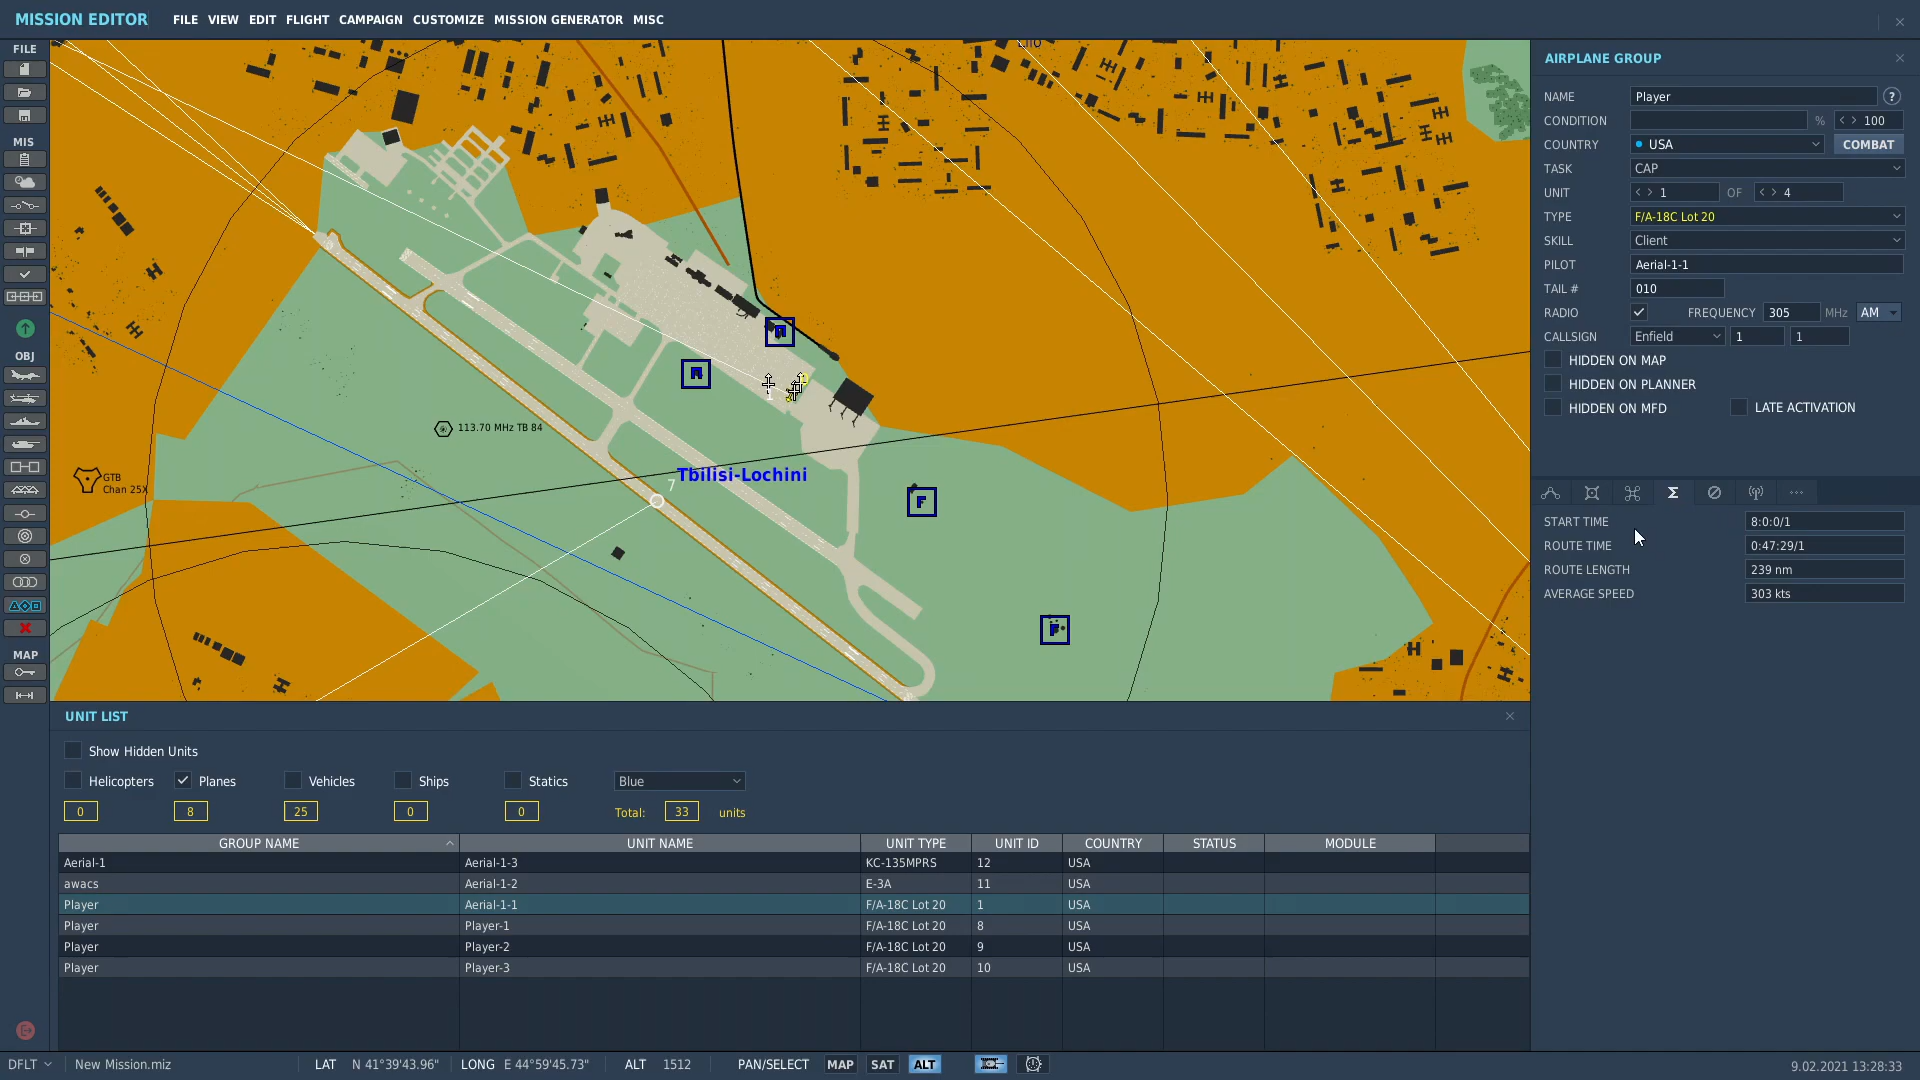 MISSION EDITOR FILE VIEW EDIT FLIGHT CAMPAIGN CUSTOMIZE MISSION GENERATOR MISC
FILE
MIS
OBJ
MAP
113.70 MHz TB 84
GTB
Chan 25X
Tbilisi-Lochini
7
1
F
F
AIRPLANE GROUP
NAME Player ?
CONDITION % < > 100
COUNTRY USA COMBAT
TASK CAP
UNIT < > 1 OF < > 4
TYPE F/A-18C Lot 20
SKILL Client
PILOT Aerial-1-1
TAIL # 010
RADIO FREQUENCY 305 MHz AM
CALLSIGN Enfield 1 1
HIDDEN ON MAP
HIDDEN ON PLANNER
HIDDEN ON MFD LATE ACTIVATION
Σ
START TIME 8:0:0/1
ROUTE TIME 0:47:29/1
ROUTE LENGTH 239 nm
AVERAGE SPEED 303 kts
UNIT LIST
Show Hidden Units
Helicopters Planes Vehicles Ships Statics Blue
0 8 25 0 0 Total: 33 units
GROUP NAME UNIT NAME UNIT TYPE UNIT ID COUNTRY STATUS MODULE
Aerial-1 Aerial-1-3 KC-135MPRS 12 USA
awacs Aerial-1-2 E-3A 11 USA
Player Aerial-1-1 F/A-18C Lot 20 1 USA
Player Player-1 F/A-18C Lot 20 8 USA
Player Player-2 F/A-18C Lot 20 9 USA
Player Player-3 F/A-18C Lot 20 10 USA
DFLT New Mission.miz LAT N 41°39'43.96" LONG E 44°59'45.73" ALT 1512 PAN/SELECT MAP SAT ALT 9.02.2021 13:28:33